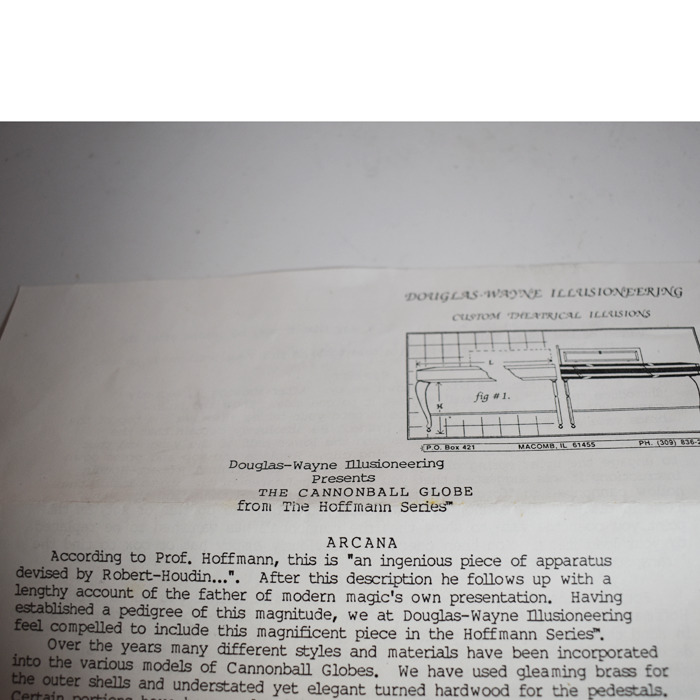 DOUGLAS-WAYNE ILLUSIONEERING
CUSTOM THEATRICAL ILLUSIONS
L
fig #1.
H
P.O. Box 421 MACOMB, IL 61455 PH. (309) 836-2
Douglas-Wayne Illusioneering
Presents
THE CANNONBALL GLOBE
from The Hoffmann Series™
ARCANA
According to Prof. Hoffmann, this is "an ingenious piece of apparatus
devised by Robert-Houdin...". After this description he follows up with a
lengthy account of the father of modern magic's own presentation. Having
established a pedigree of this magnitude, we at Douglas-Wayne Illusioneering
feel compelled to include this magnificent piece in the Hoffmann Series™.
Over the years many different styles and materials have been incorporated
into the various models of Cannonball Globes. We have used gleaming brass for
the outer shells and understated yet elegant turned hardwood for the pedestals.
Certain portions